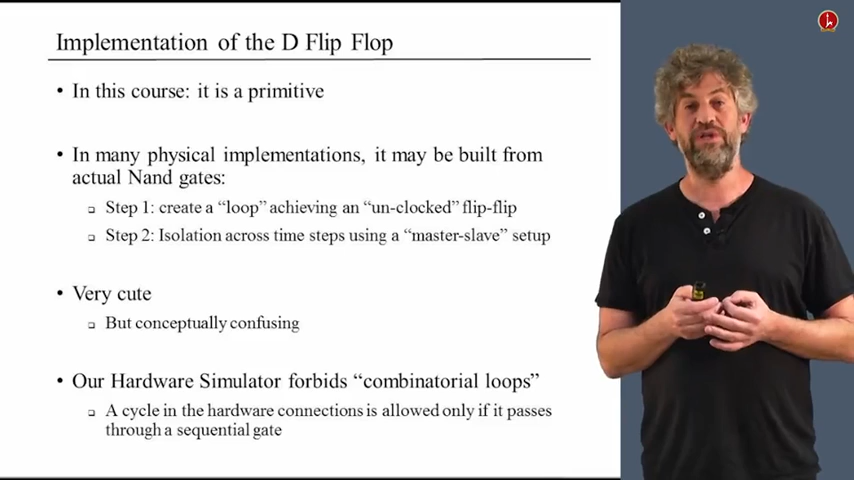 Implementation of the D Flip Flop
• In this course: it is a primitive
• In many physical implementations, it may be built from
actual Nand gates:
❑ Step 1: create a “loop” achieving an “un-clocked” flip-flip
❑ Step 2: Isolation across time steps using a “master-slave” setup
• Very cute
❑ But conceptually confusing
• Our Hardware Simulator forbids “combinatorial loops”
❑ A cycle in the hardware connections is allowed only if it passes
through a sequential gate